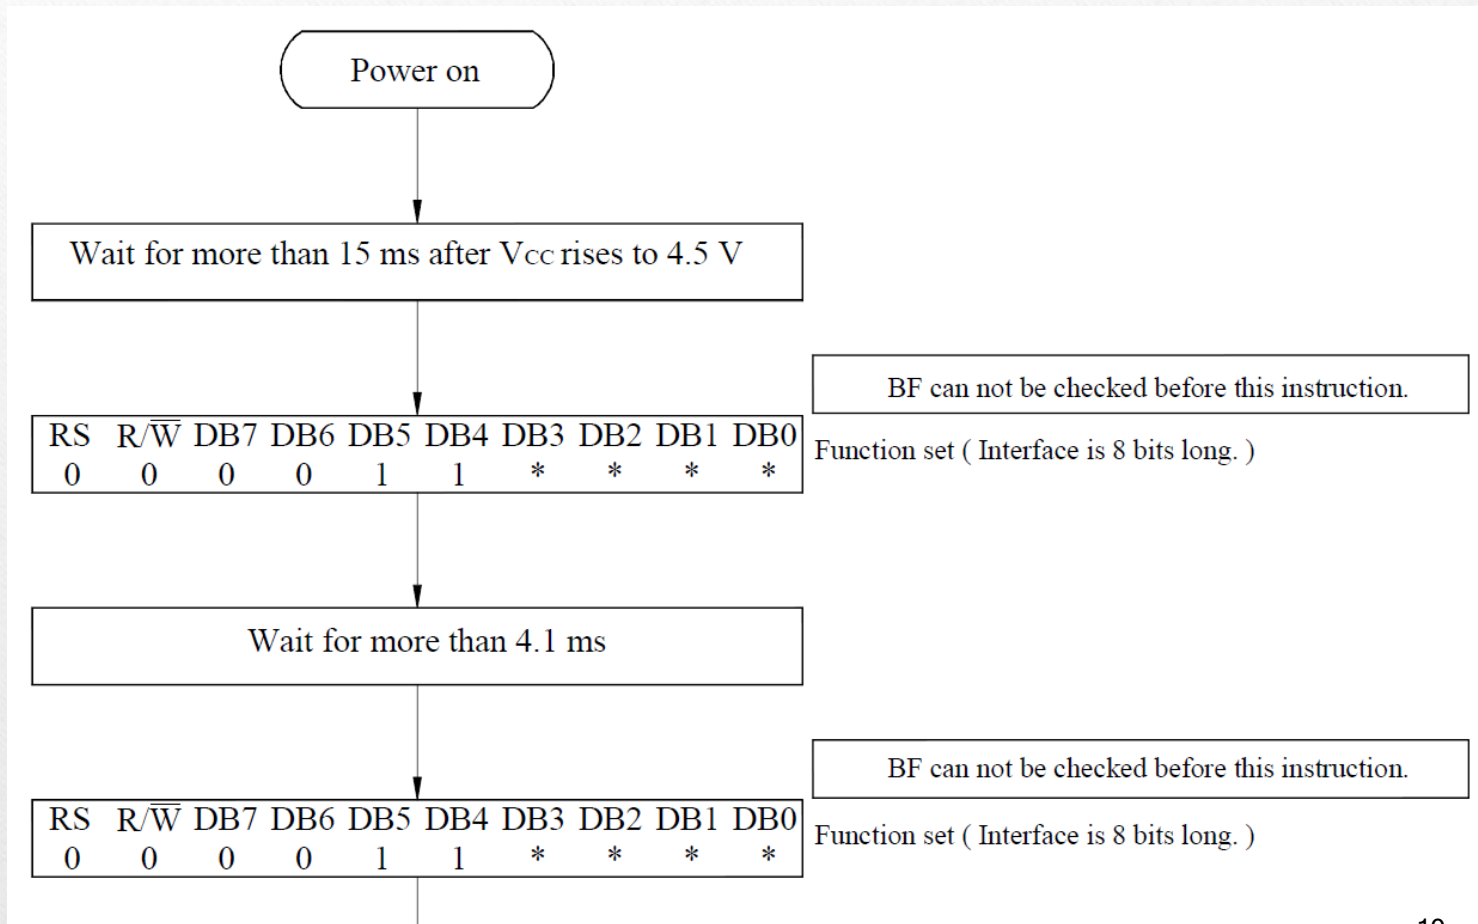 Power on
Wait for more than 15 ms after VCC rises to 4.5 V
BF can not be checked before this instruction.
RS R/W̅ DB7 DB6 DB5 DB4 DB3 DB2 DB1 DB0
0 0 0 0 1 1 * * * *
Function set ( Interface is 8 bits long. )
Wait for more than 4.1 ms
BF can not be checked before this instruction.
RS R/W̅ DB7 DB6 DB5 DB4 DB3 DB2 DB1 DB0
0 0 0 0 1 1 * * * *
Function set ( Interface is 8 bits long. )